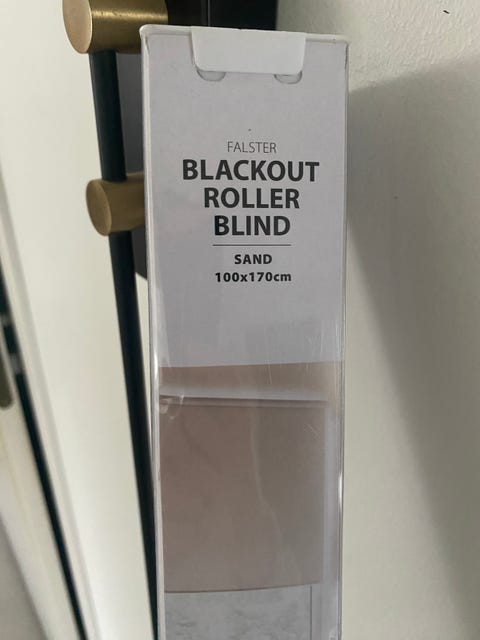 FALSTER
BLACKOUT
ROLLER
BLIND
SAND
100x170cm